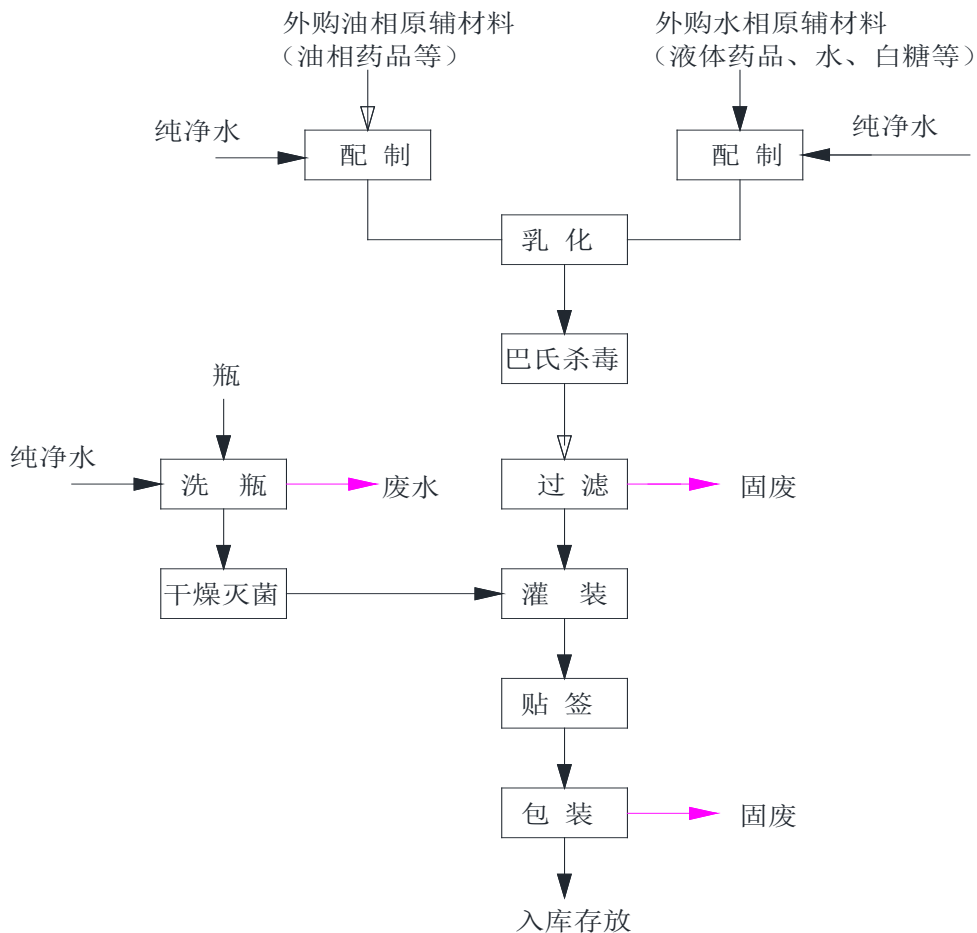 外购油相原辅材料
（油相药品等）
外购水相原辅材料
（液体药品、水、白糖等）
纯净水
配 制
配 制
纯净水
乳 化
巴氏杀毒
瓶
纯净水
洗 瓶
废水
过 滤
固废
干燥灭菌
灌 装
贴 签
包 装
固废
入库存放